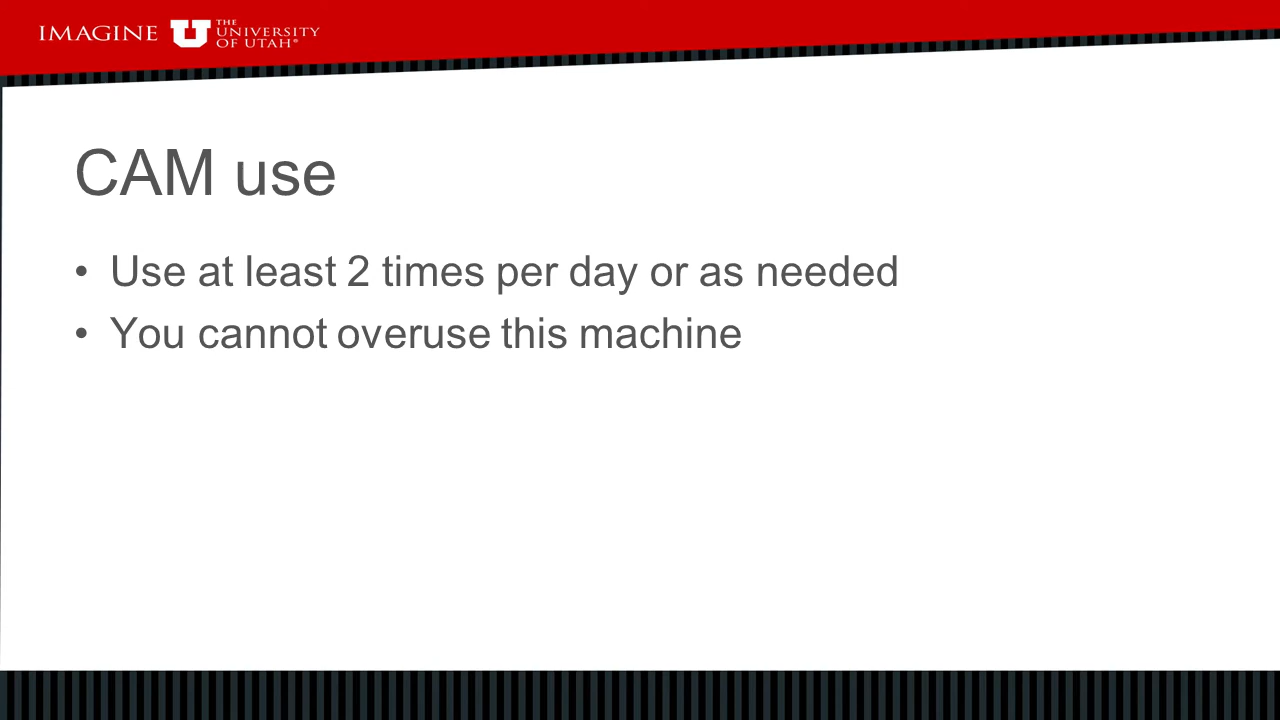 IMAGINE U THE UNIVERSITY OF UTAH®
CAM use
• Use at least 2 times per day or as needed
• You cannot overuse this machine